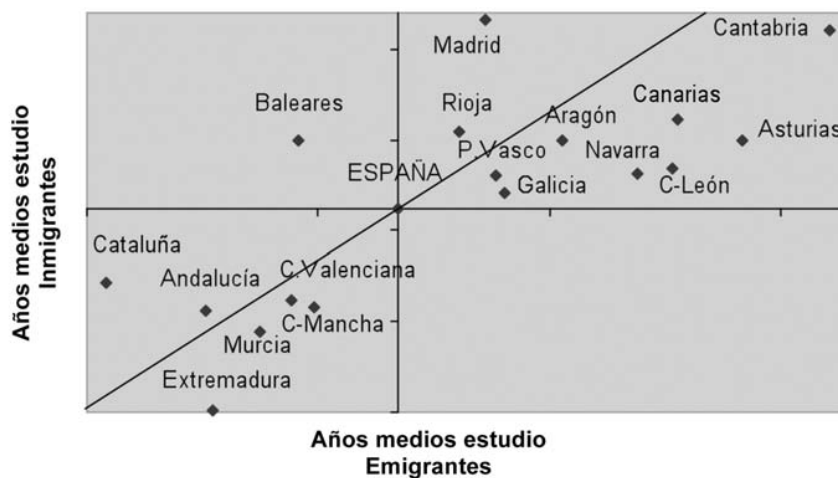 Madrid
Cantabria
Baleares
Rioja
Canarias
Aragón
Asturias
P.Vasco
Navarra
ESPAÑA
Galicia
C-León
Cataluña
Andalucía
C.Valenciana
C-Mancha
Murcia
Extremadura
Años medios estudio
Inmigrantes
Años medios estudio
Emigrantes